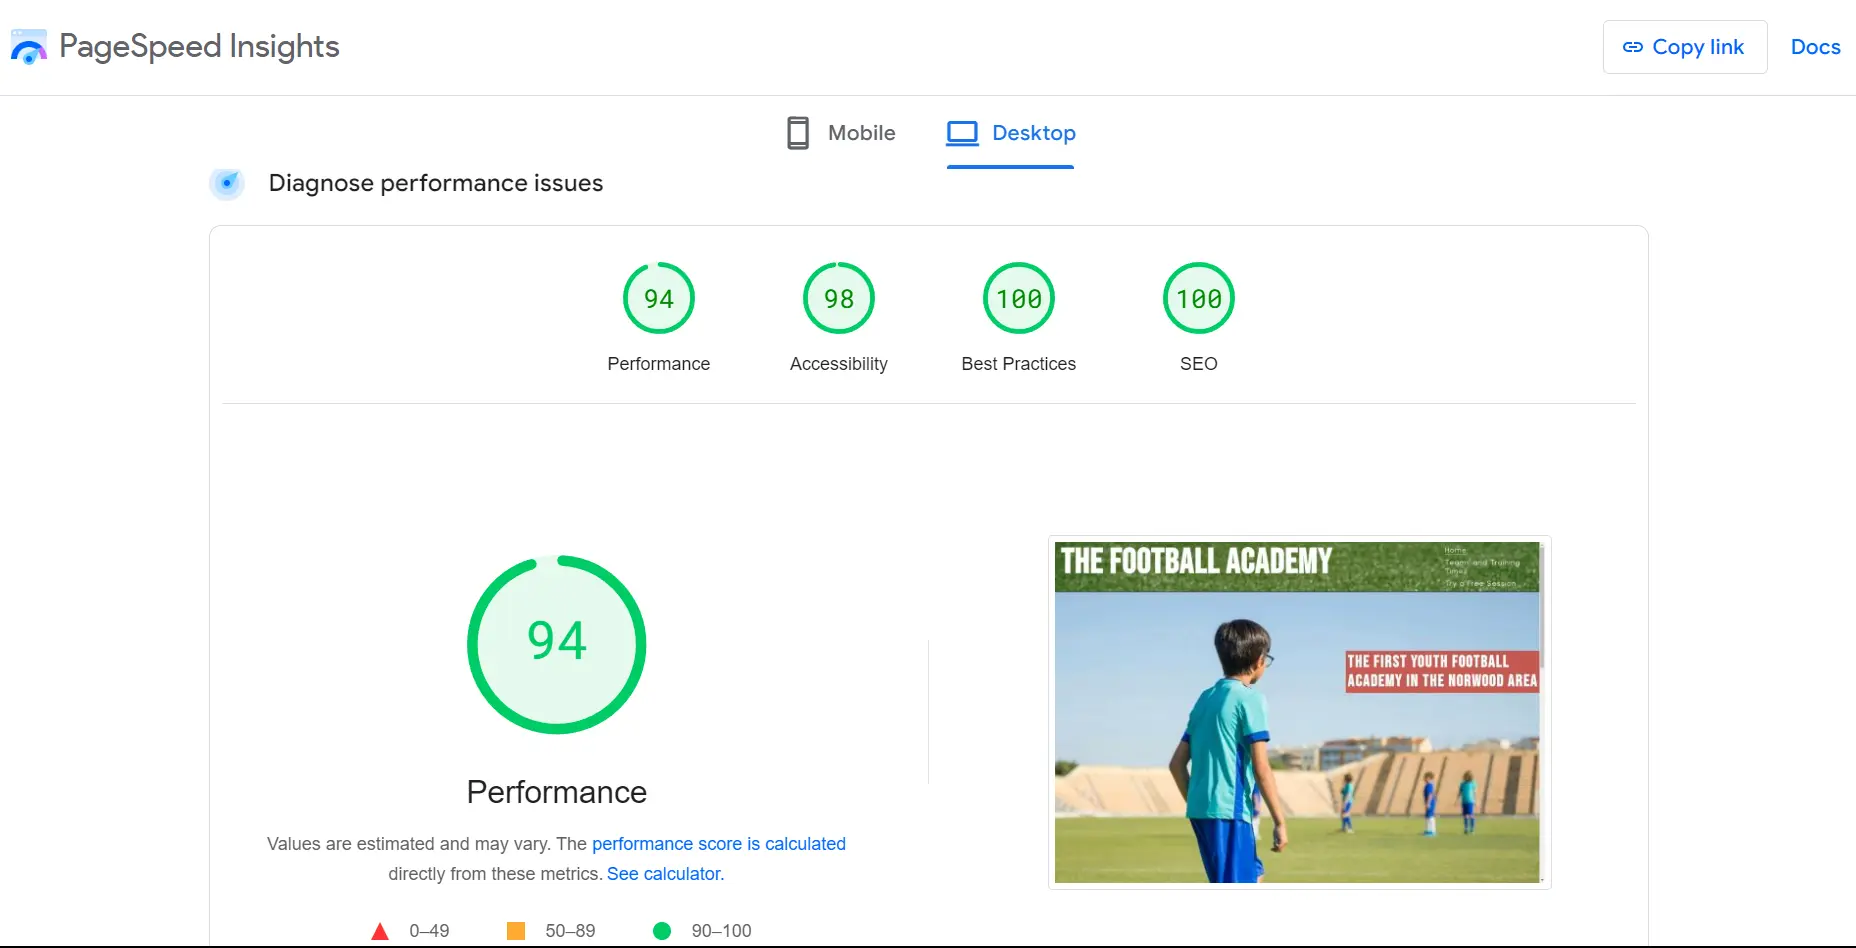 PageSpeed Insights
Copy link
Docs
Mobile
Desktop
Diagnose performance issues
94
98
100
100
Performance
Accessibility
Best Practices
SEO
94
Performance
Values are estimated and may vary. The performance score is calculated
directly from these metrics. See calculator.
0–49
50–89
90–100
THE FOOTBALL ACADEMY
Home
Teams and Training
Times
Try a Free Session
THE FIRST YOUTH FOOTBALL
ACADEMY IN THE NORWOOD AREA